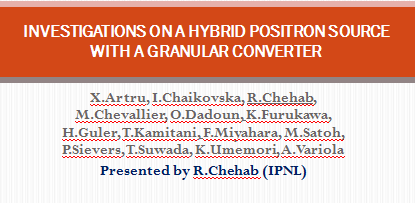 INVESTIGATIONS ON A HYBRID POSITRON SOURCE
WITH A GRANULAR CONVERTER
X.Artru, I.Chaikovska, R.Chehab,
M.Chevallier, O.Dadoun, K.Furukawa,
H.Guler, T.Kamitani, F.Miyahara, M.Satoh,
P.Sievers, T.Suwada, K.Umemori, A.Variola
Presented by R.Chehab (IPNL)